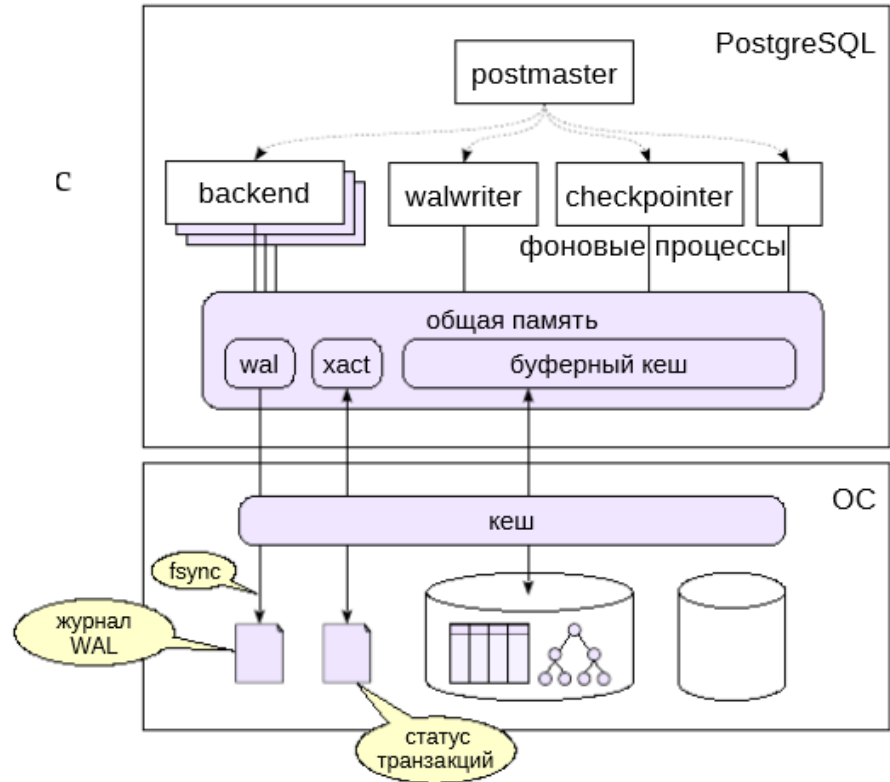 PostgreSQL
postmaster
с
backend
walwriter
checkpointer
фоновые процессы
общая память
wal
xact
буферный кеш
ОС
кеш
fsync
журнал
WAL
статус
транзакций